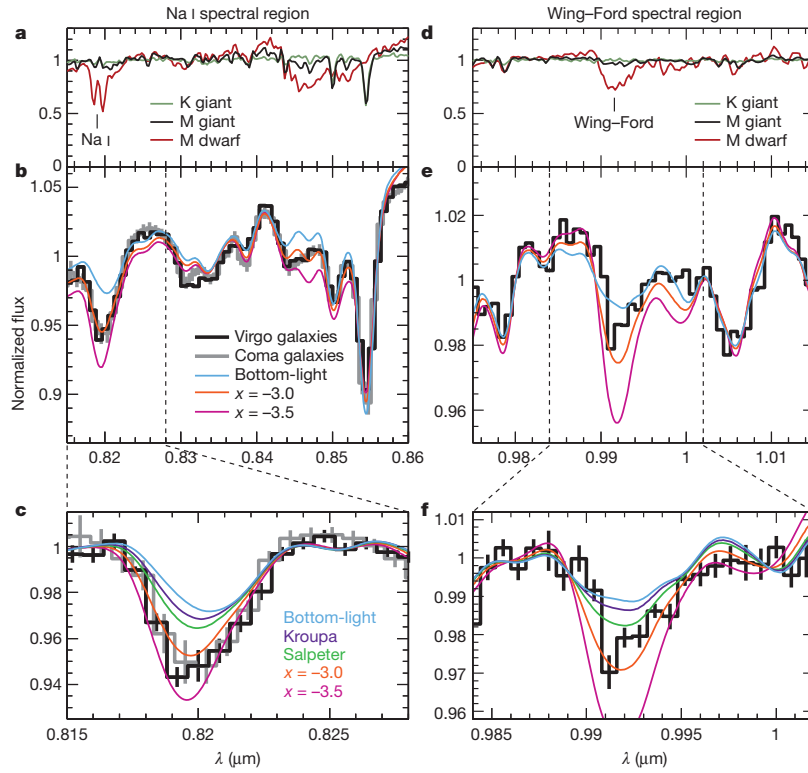 Na I spectral region
Wing–Ford spectral region
a
1
0.5
0
K giant
M giant
M dwarf
Na I
d
1
0.5
0
K giant
M giant
M dwarf
Wing–Ford
b
1.05
1.00
0.95
0.9
Normalized flux
Virgo galaxies
Coma galaxies
Bottom-light
x = –3.0
x = –3.5
0.82 0.83 0.84 0.85 0.86
e
1.02
1.00
0.98
0.96
0.98 0.99 1 1.01
c
1.00
0.98
0.96
0.94
Bottom-light
Kroupa
Salpeter
x = –3.0
x = –3.5
0.815 0.82 0.825
λ (μm)
f
1.01
1.00
0.99
0.98
0.97
0.96
0.985 0.99 0.995 1
λ (μm)